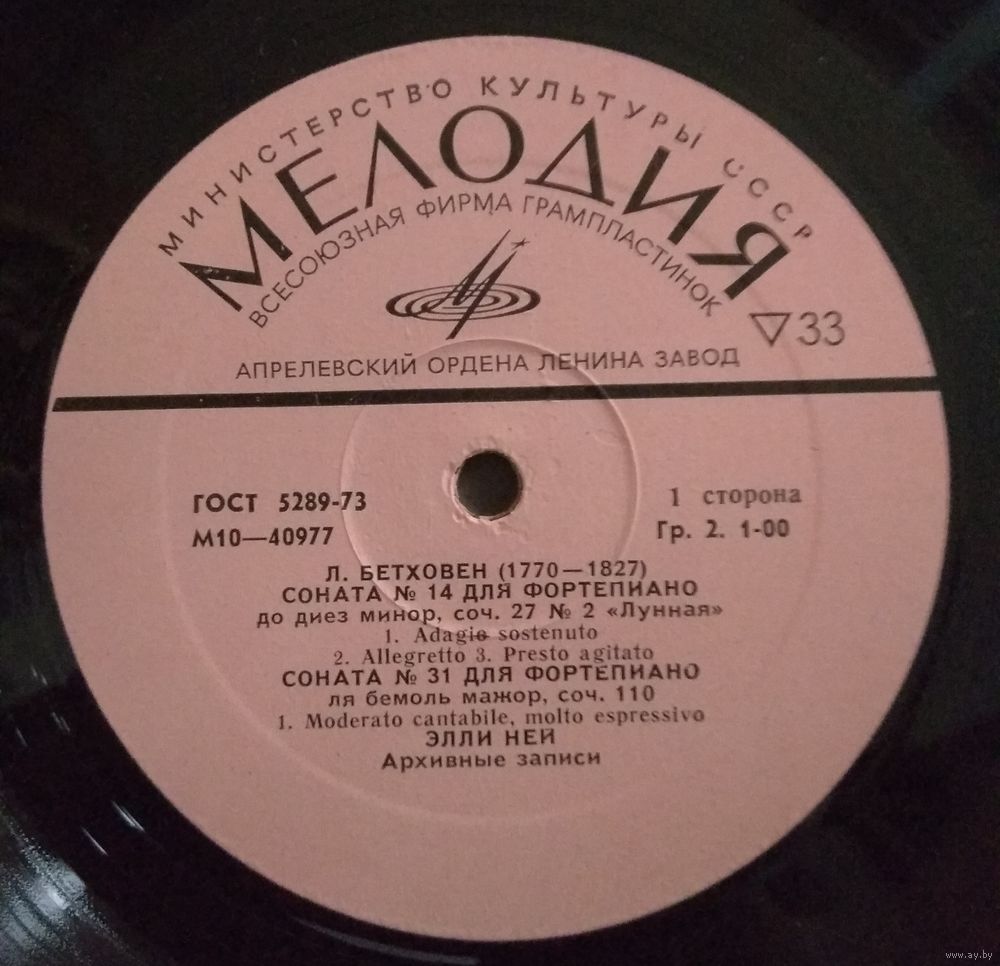 МИНИСТЕРСТВО КУЛЬТУРЫ СССР
МЕЛОДИЯ
ВСЕСОЮЗНАЯ ФИРМА ГРАМПЛАСТИНОК
33
АПРЕЛЕВСКИЙ ОРДЕНА ЛЕНИНА ЗАВОД
ГОСТ 5289-73
М10—40977
1 сторона
Гр. 2. 1-00
Л. БЕТХОВЕН (1770—1827)
СОНАТА № 14 ДЛЯ ФОРТЕПИАНО
до диез минор, соч. 27 № 2 «Лунная»
1. Adagio sostenuto
2. Allegretto 3. Presto agitato
СОНАТА № 31 ДЛЯ ФОРТЕПИАНО
ля бемоль мажор, соч. 110
1. Moderato cantabile, molto espressivo
ЭЛЛИ НЕЙ
Архивные записи
www.ay.by